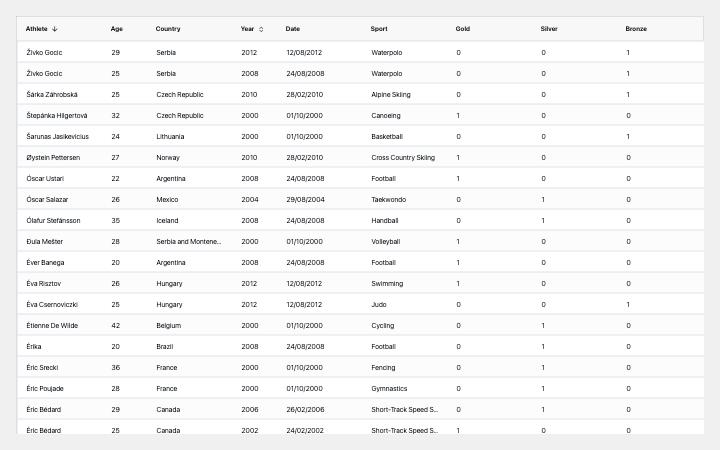 Athlete Age Country Year Date Sport Gold Silver Bronze
Živko Gocic 29 Serbia 2012 12/08/2012 Waterpolo 0 0 1
Živko Gocic 25 Serbia 2008 24/08/2008 Waterpolo 0 0 1
Šárka Záhrobská 25 Czech Republic 2010 28/02/2010 Alpine Skiing 0 0 1
Štepánka Hilgertová 32 Czech Republic 2000 01/10/2000 Canoeing 1 0 0
Šarunas Jasikevicius 24 Lithuania 2000 01/10/2000 Basketball 0 0 1
Øystein Pettersen 27 Norway 2010 28/02/2010 Cross Country Skiing 1 0 0
Óscar Ustari 22 Argentina 2008 24/08/2008 Football 1 0 0
Óscar Salazar 26 Mexico 2004 29/08/2004 Taekwondo 0 1 0
Ólafur Stefánsson 35 Iceland 2008 24/08/2008 Handball 0 1 0
Ðula Mešter 28 Serbia and Montene... 2000 01/10/2000 Volleyball 1 0 0
Éver Banega 20 Argentina 2008 24/08/2008 Football 1 0 0
Éva Risztov 26 Hungary 2012 12/08/2012 Swimming 1 0 0
Éva Csernoviczki 25 Hungary 2012 12/08/2012 Judo 0 0 1
Étienne De Wilde 42 Belgium 2000 01/10/2000 Cycling 0 1 0
Érika 20 Brazil 2008 24/08/2008 Football 0 1 0
Éric Srecki 36 France 2000 01/10/2000 Fencing 0 1 0
Éric Poujade 28 France 2000 01/10/2000 Gymnastics 0 1 0
Éric Bédard 29 Canada 2006 26/02/2006 Short-Track Speed S... 0 1 0
Éric Bédard 25 Canada 2002 24/02/2002 Short-Track Speed S... 1 0 0